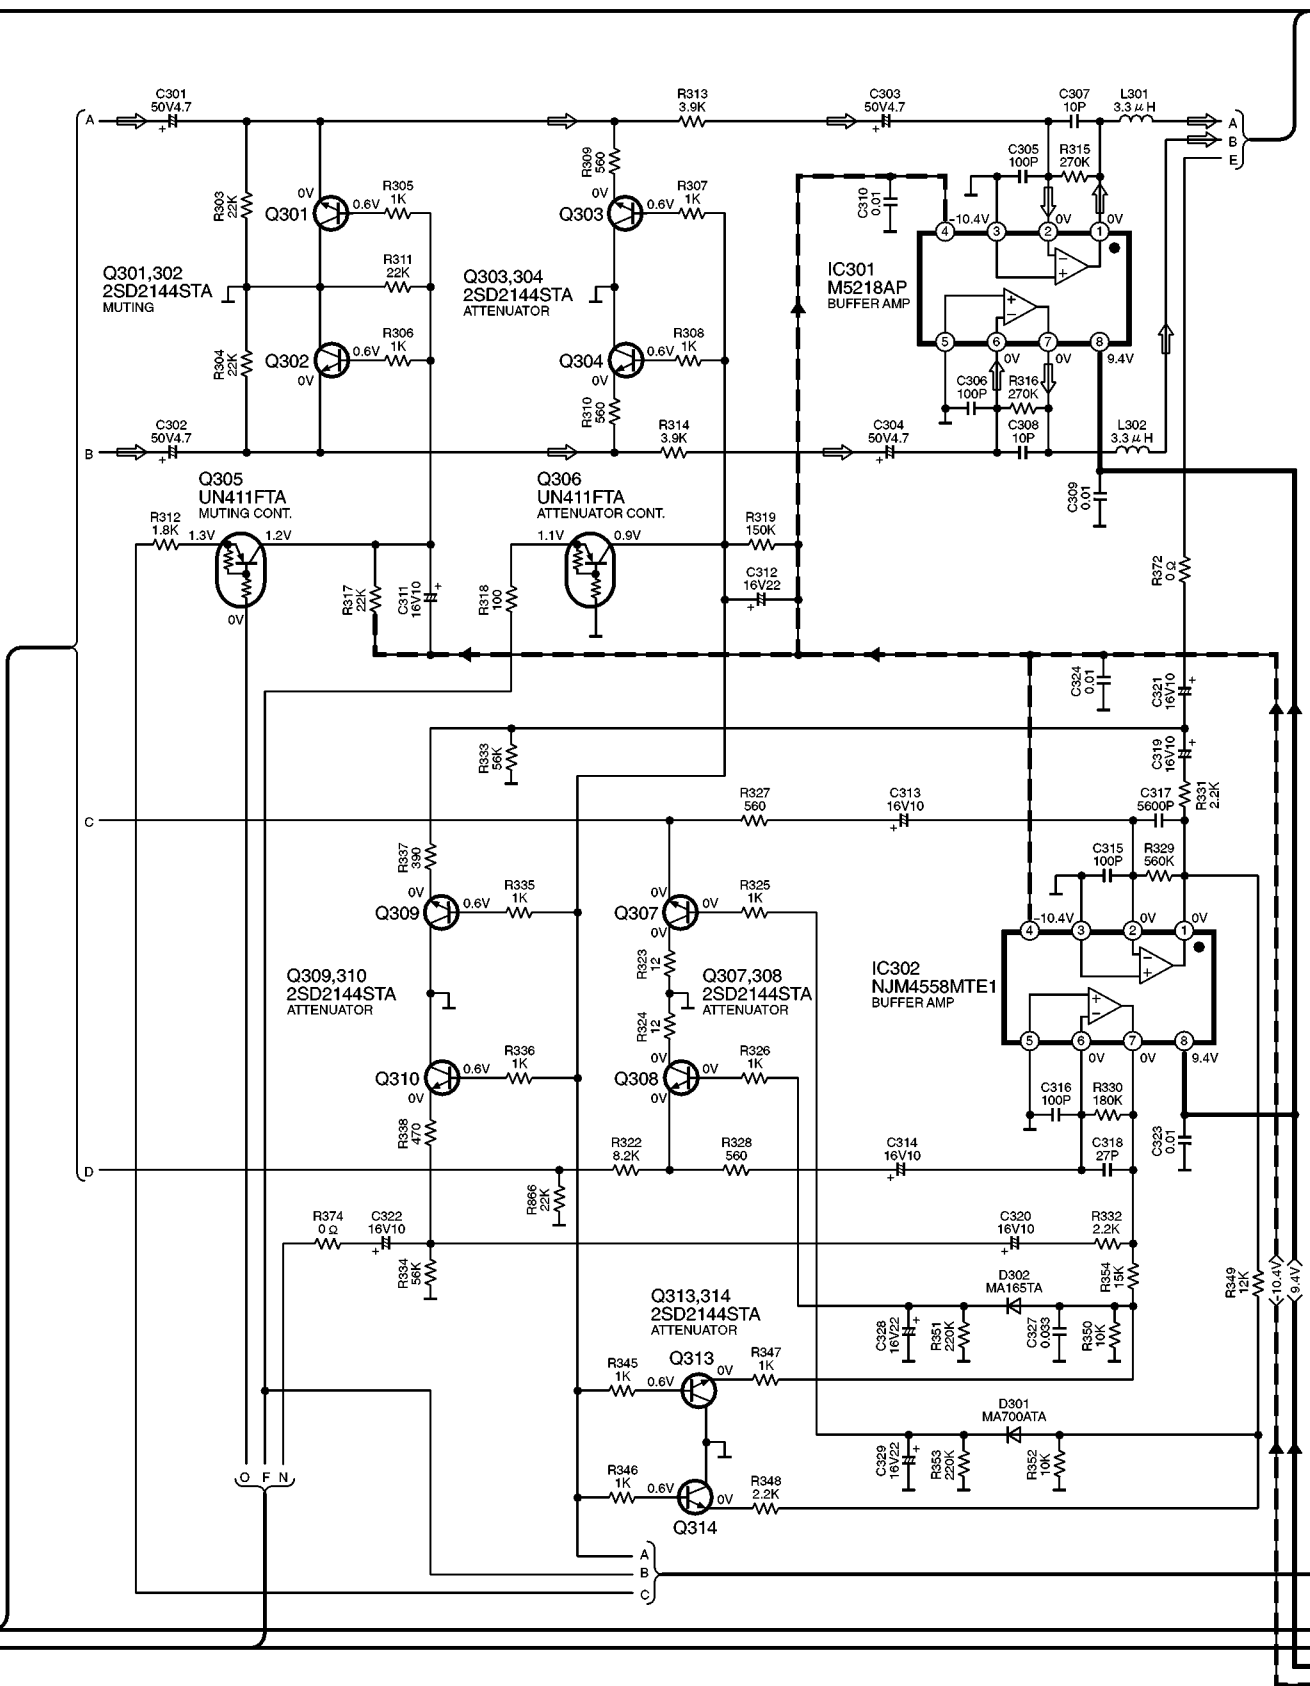 C301
50V4.7
+
A
R313
3.9K
C303
50V4.7
+
C307
10P
L301
3.3μH
A
B
E
R309
560
C305
100P
R315
270K
R303
22K
0V
Q301
0.6V
R305
1K
0V
Q303
0.6V
R307
1K
C310
0.01
-10.4V
0V
0V
4
3
2
1
R311
22K
Q301,302
2SD2144STA
MUTING
Q303,304
2SD2144STA
ATTENUATOR
IC301
M5218AP
BUFFER AMP
-
+
+
-
R304
22K
Q302
0V
0.6V
R306
1K
Q304
0V
0.6V
R308
1K
5
6
7
8
0V
0V
9.4V
R310
560
C306
100P
R316
270K
C302
50V4.7
+
B
R314
3.9K
C304
50V4.7
+
C308
10P
L302
3.3μH
Q305
UN411FTA
MUTING CONT.
Q306
UN411FTA
ATTENUATOR CONT.
C309
0.01
R312
1.8K
1.3V
1.2V
0V
1.1V
0.9V
R319
150K
R317
22K
C311
16V10
+
R318
100
C312
16V22
+
R372
0Ω
C324
0.01
C321
16V10
+
R333
56K
C319
16V10
+
R331
2.2K
C
R327
560
C313
16V10
+
C317
5600P
R337
390
C315
100P
R329
560K
0V
Q309
0.6V
R335
1K
0V
Q307
0V
0V
R325
1K
-10.4V
0V
0V
4
3
2
1
R323
12
Q309,310
2SD2144STA
ATTENUATOR
Q307,308
2SD2144STA
ATTENUATOR
IC302
NJM4558MTE1
BUFFER AMP
-
+
+
-
R324
12
Q310
0V
0.6V
R336
1K
0V
Q308
0V
0V
R326
1K
5
6
7
8
0V
0V
9.4V
R338
470
C316
100P
R330
180K
D
R322
8.2K
R328
560
C314
16V10
+
C318
27P
C323
0.01
R866
22K
R374
0Ω
C322
16V10
+
C320
16V10
+
R332
2.2K
R334
56K
R354
15K
R349
12K
-10.4V
9.4V
D302
MA165TA
Q313,314
2SD2144STA
ATTENUATOR
C328
16V22
+
R351
220K
C327
0.033
R350
10K
Q313
R345
1K
0.6V
0V
R347
1K
D301
MA700ATA
C329
16V22
+
R353
220K
R352
10K
R346
1K
0.6V
0V
R348
2.2K
Q314
O F N
A
B
C